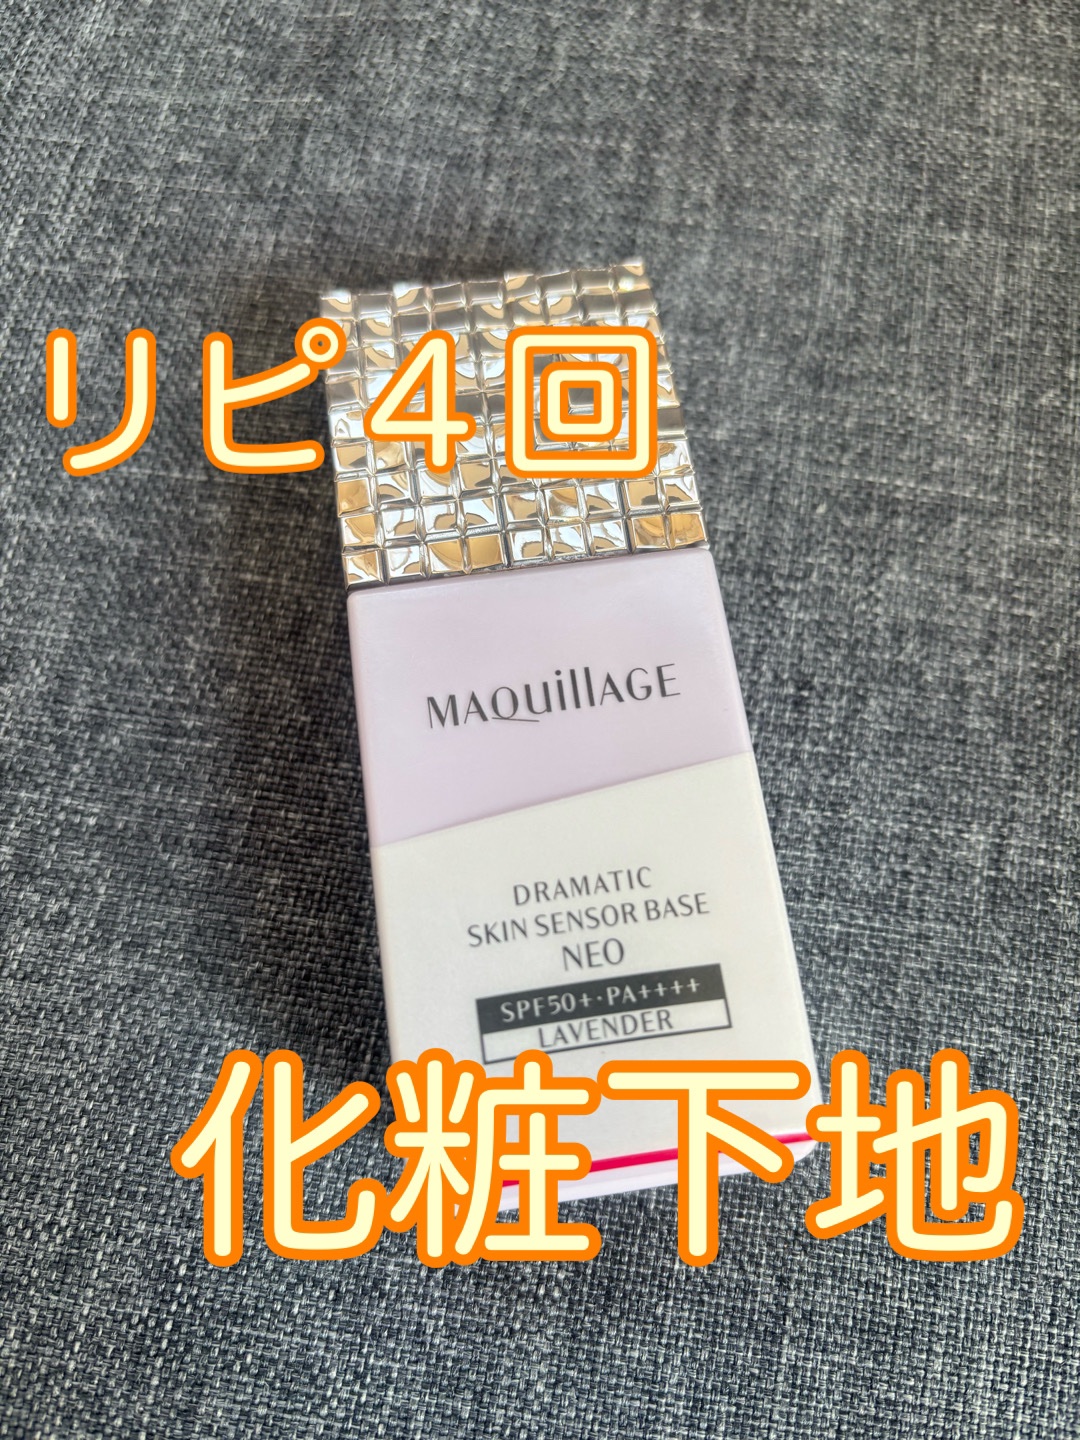 リピ4回
MAQuillAGE
DRAMATIC
SKIN SENSOR BASE
NEO
SPF50+・PA++++
LAVENDER
化粧下地